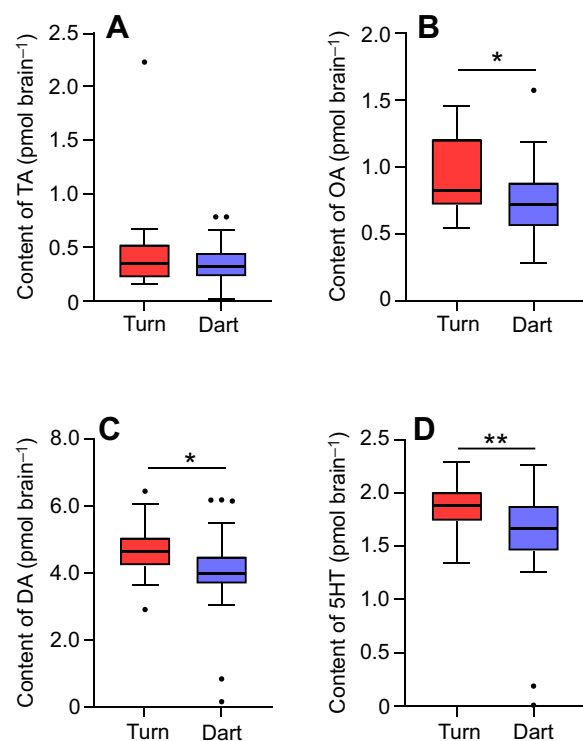 A
Content of TA (pmol brain⁻¹)
2.5
2.0
1.5
1.0
0.5
0
Turn Dart
B
Content of OA (pmol brain⁻¹)
2.0
1.5
1.0
0.5
0
*
Turn Dart
C
Content of DA (pmol brain⁻¹)
8.0
6.0
4.0
2.0
0
*
Turn Dart
D
Content of 5HT (pmol brain⁻¹)
2.5
2.0
1.5
1.0
0.5
0
**
Turn Dart